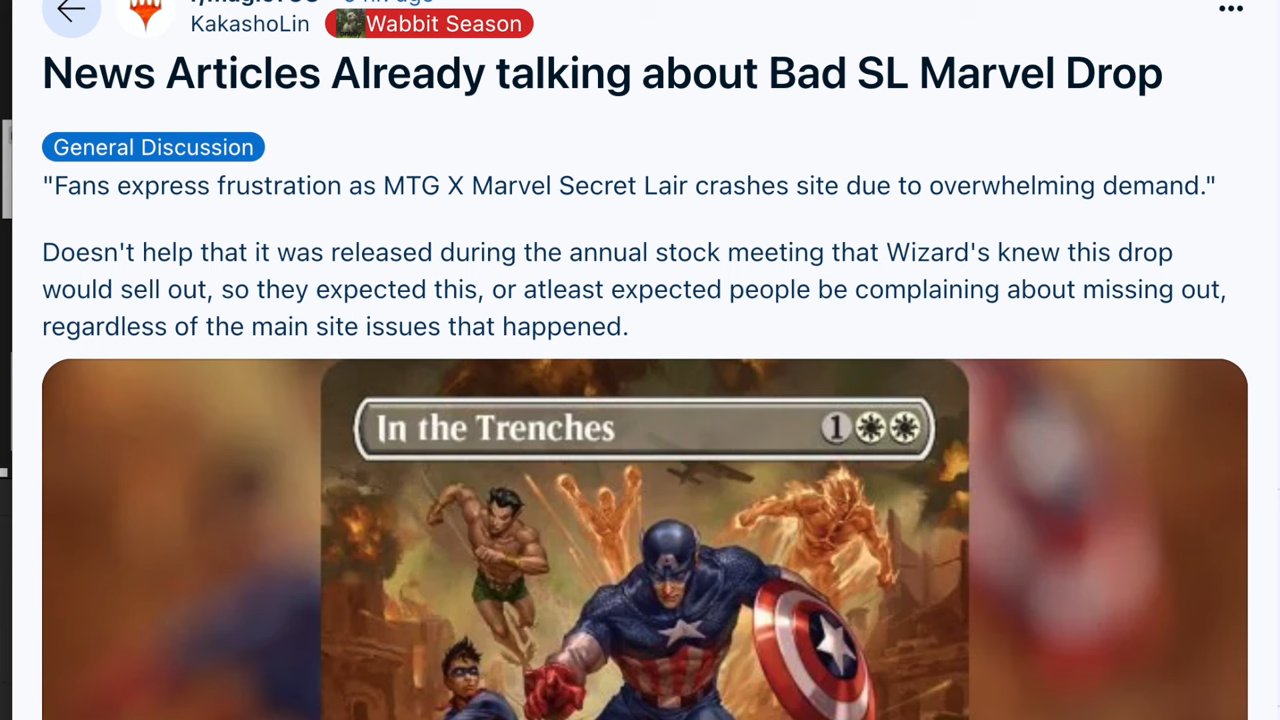 KakashoLin Wabbit Season
News Articles Already talking about Bad SL Marvel Drop
General Discussion
"Fans express frustration as MTG X Marvel Secret Lair crashes site due to overwhelming demand."
Doesn't help that it was released during the annual stock meeting that Wizard's knew this drop
would sell out, so they expected this, or atleast expected people be complaining about missing out,
regardless of the main site issues that happened.
In the Trenches 1